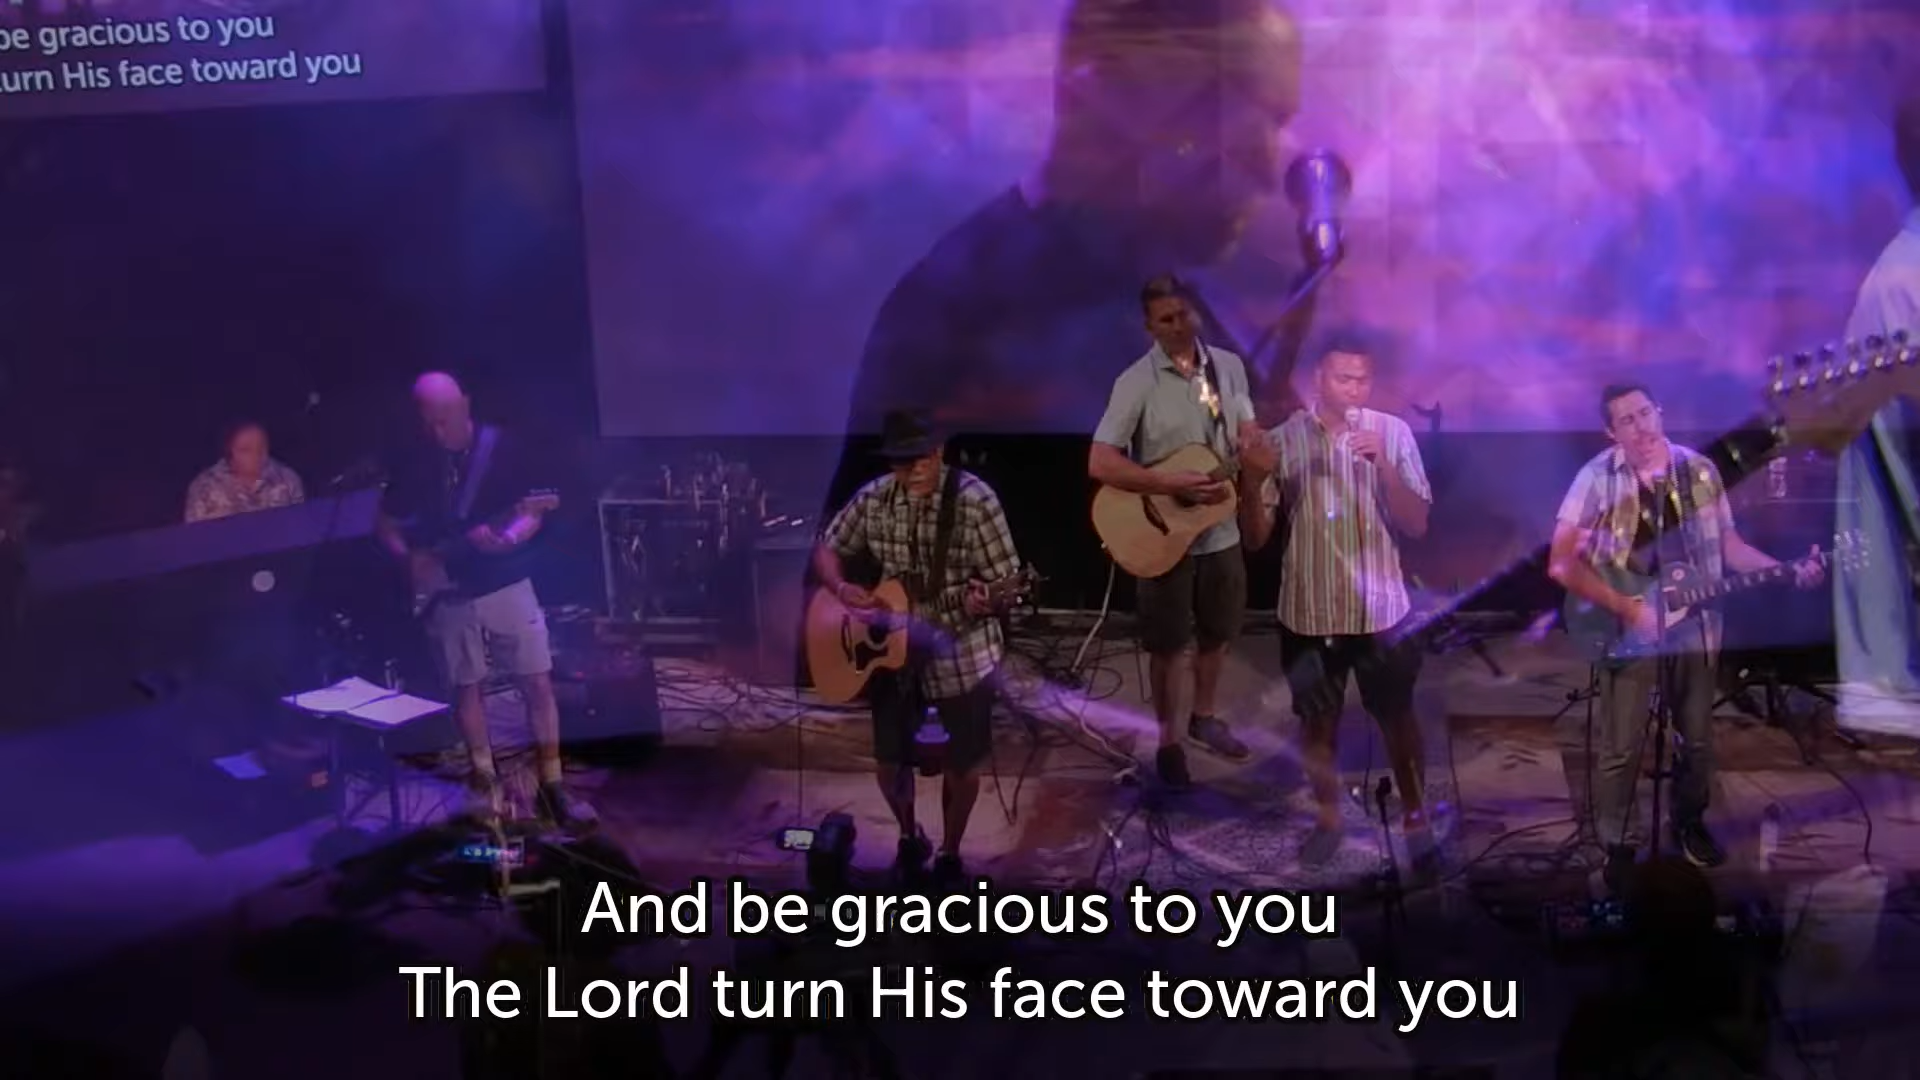 be gracious to you
turn His face toward you
And be gracious to you
The Lord turn His face toward you